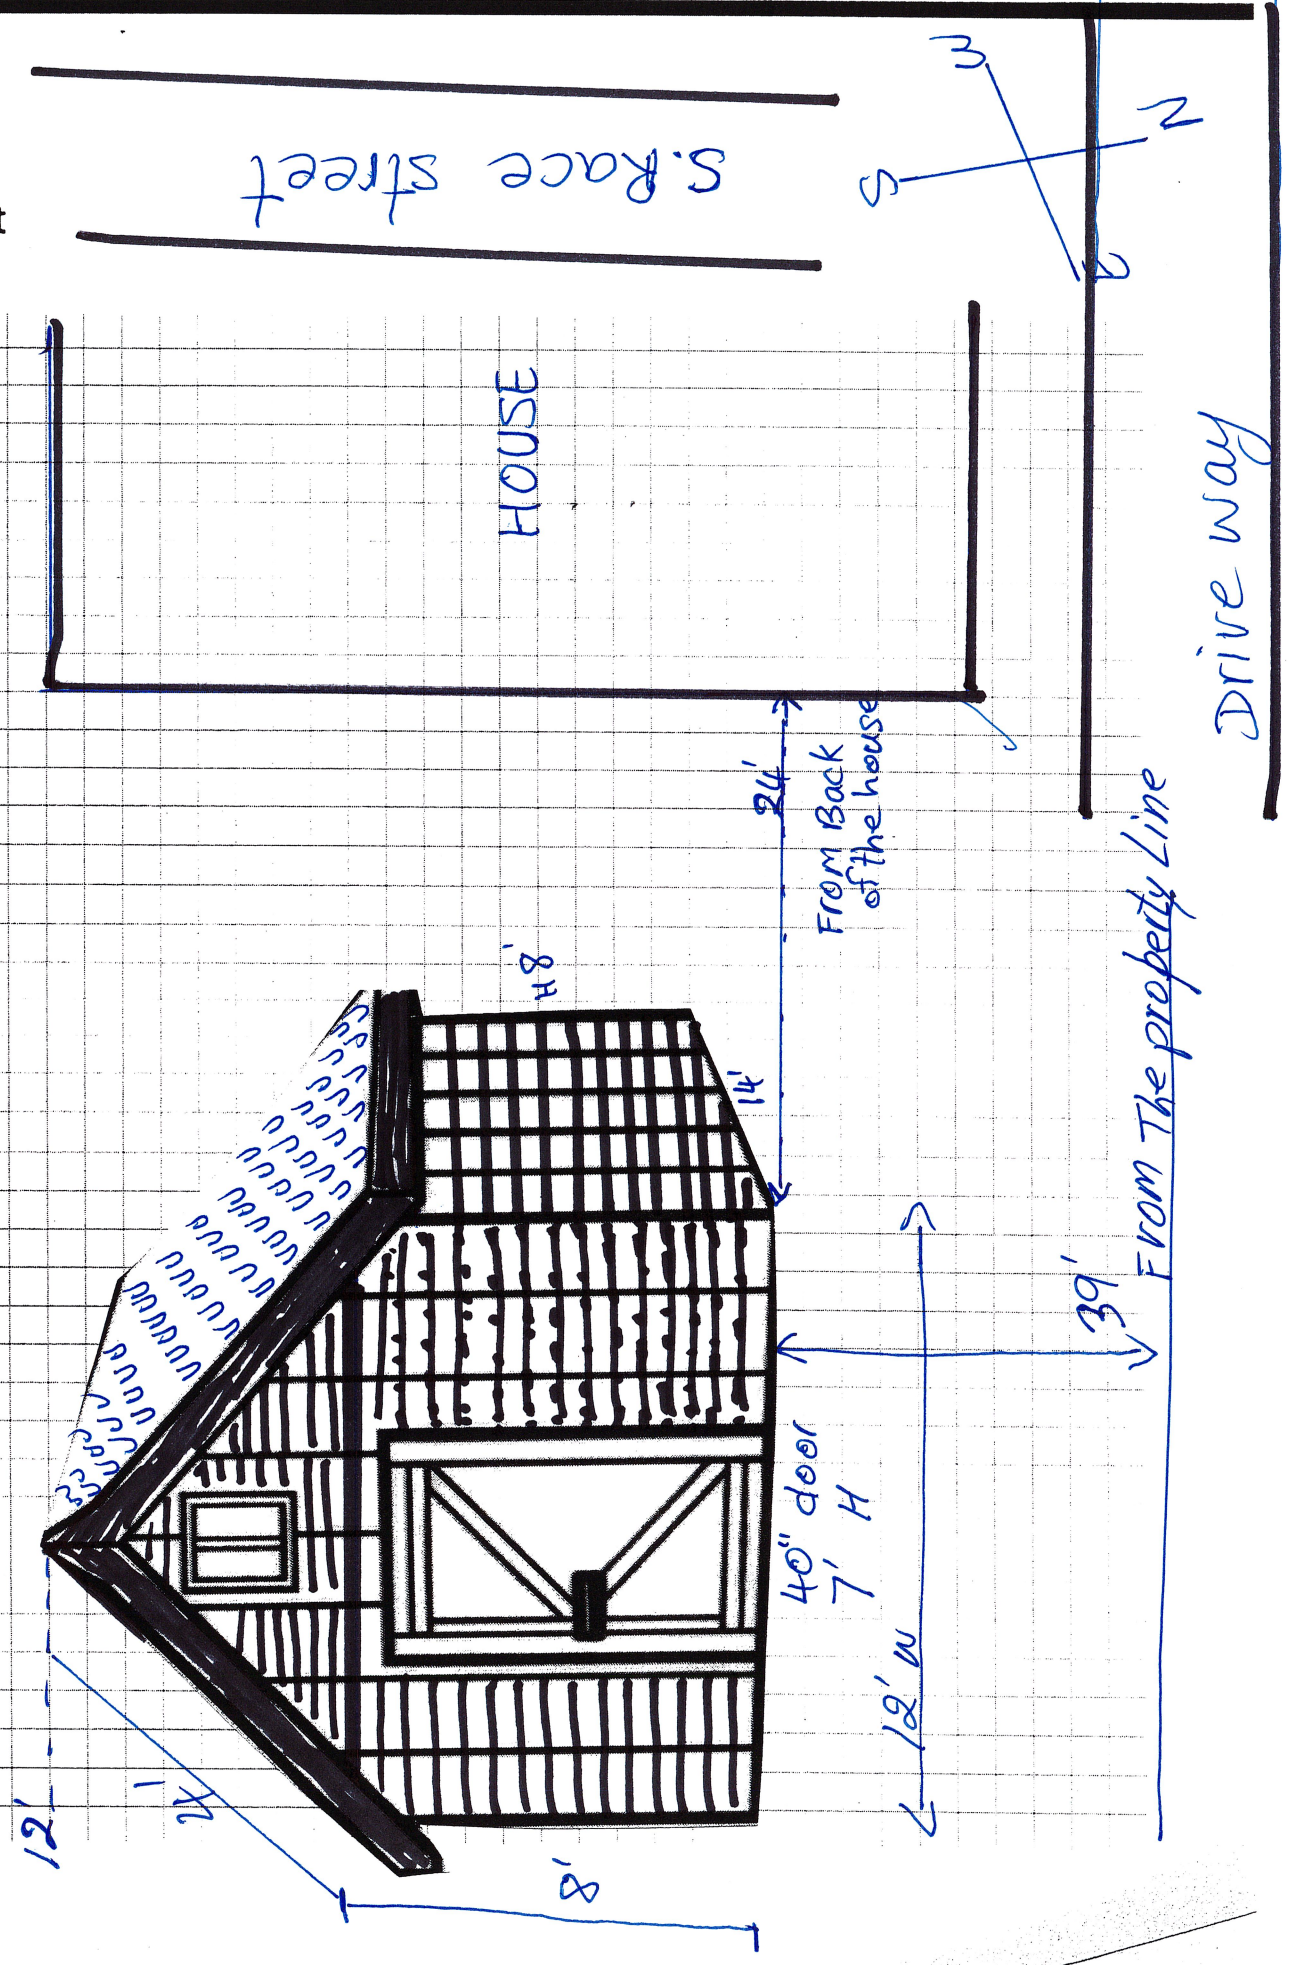 S. Race street
W
N
S
E
HOUSE
Drive way
24'
From Back
of the house
From The property Line
H 8'
14'
39'
40" door
7' H
12' W
12'
8'